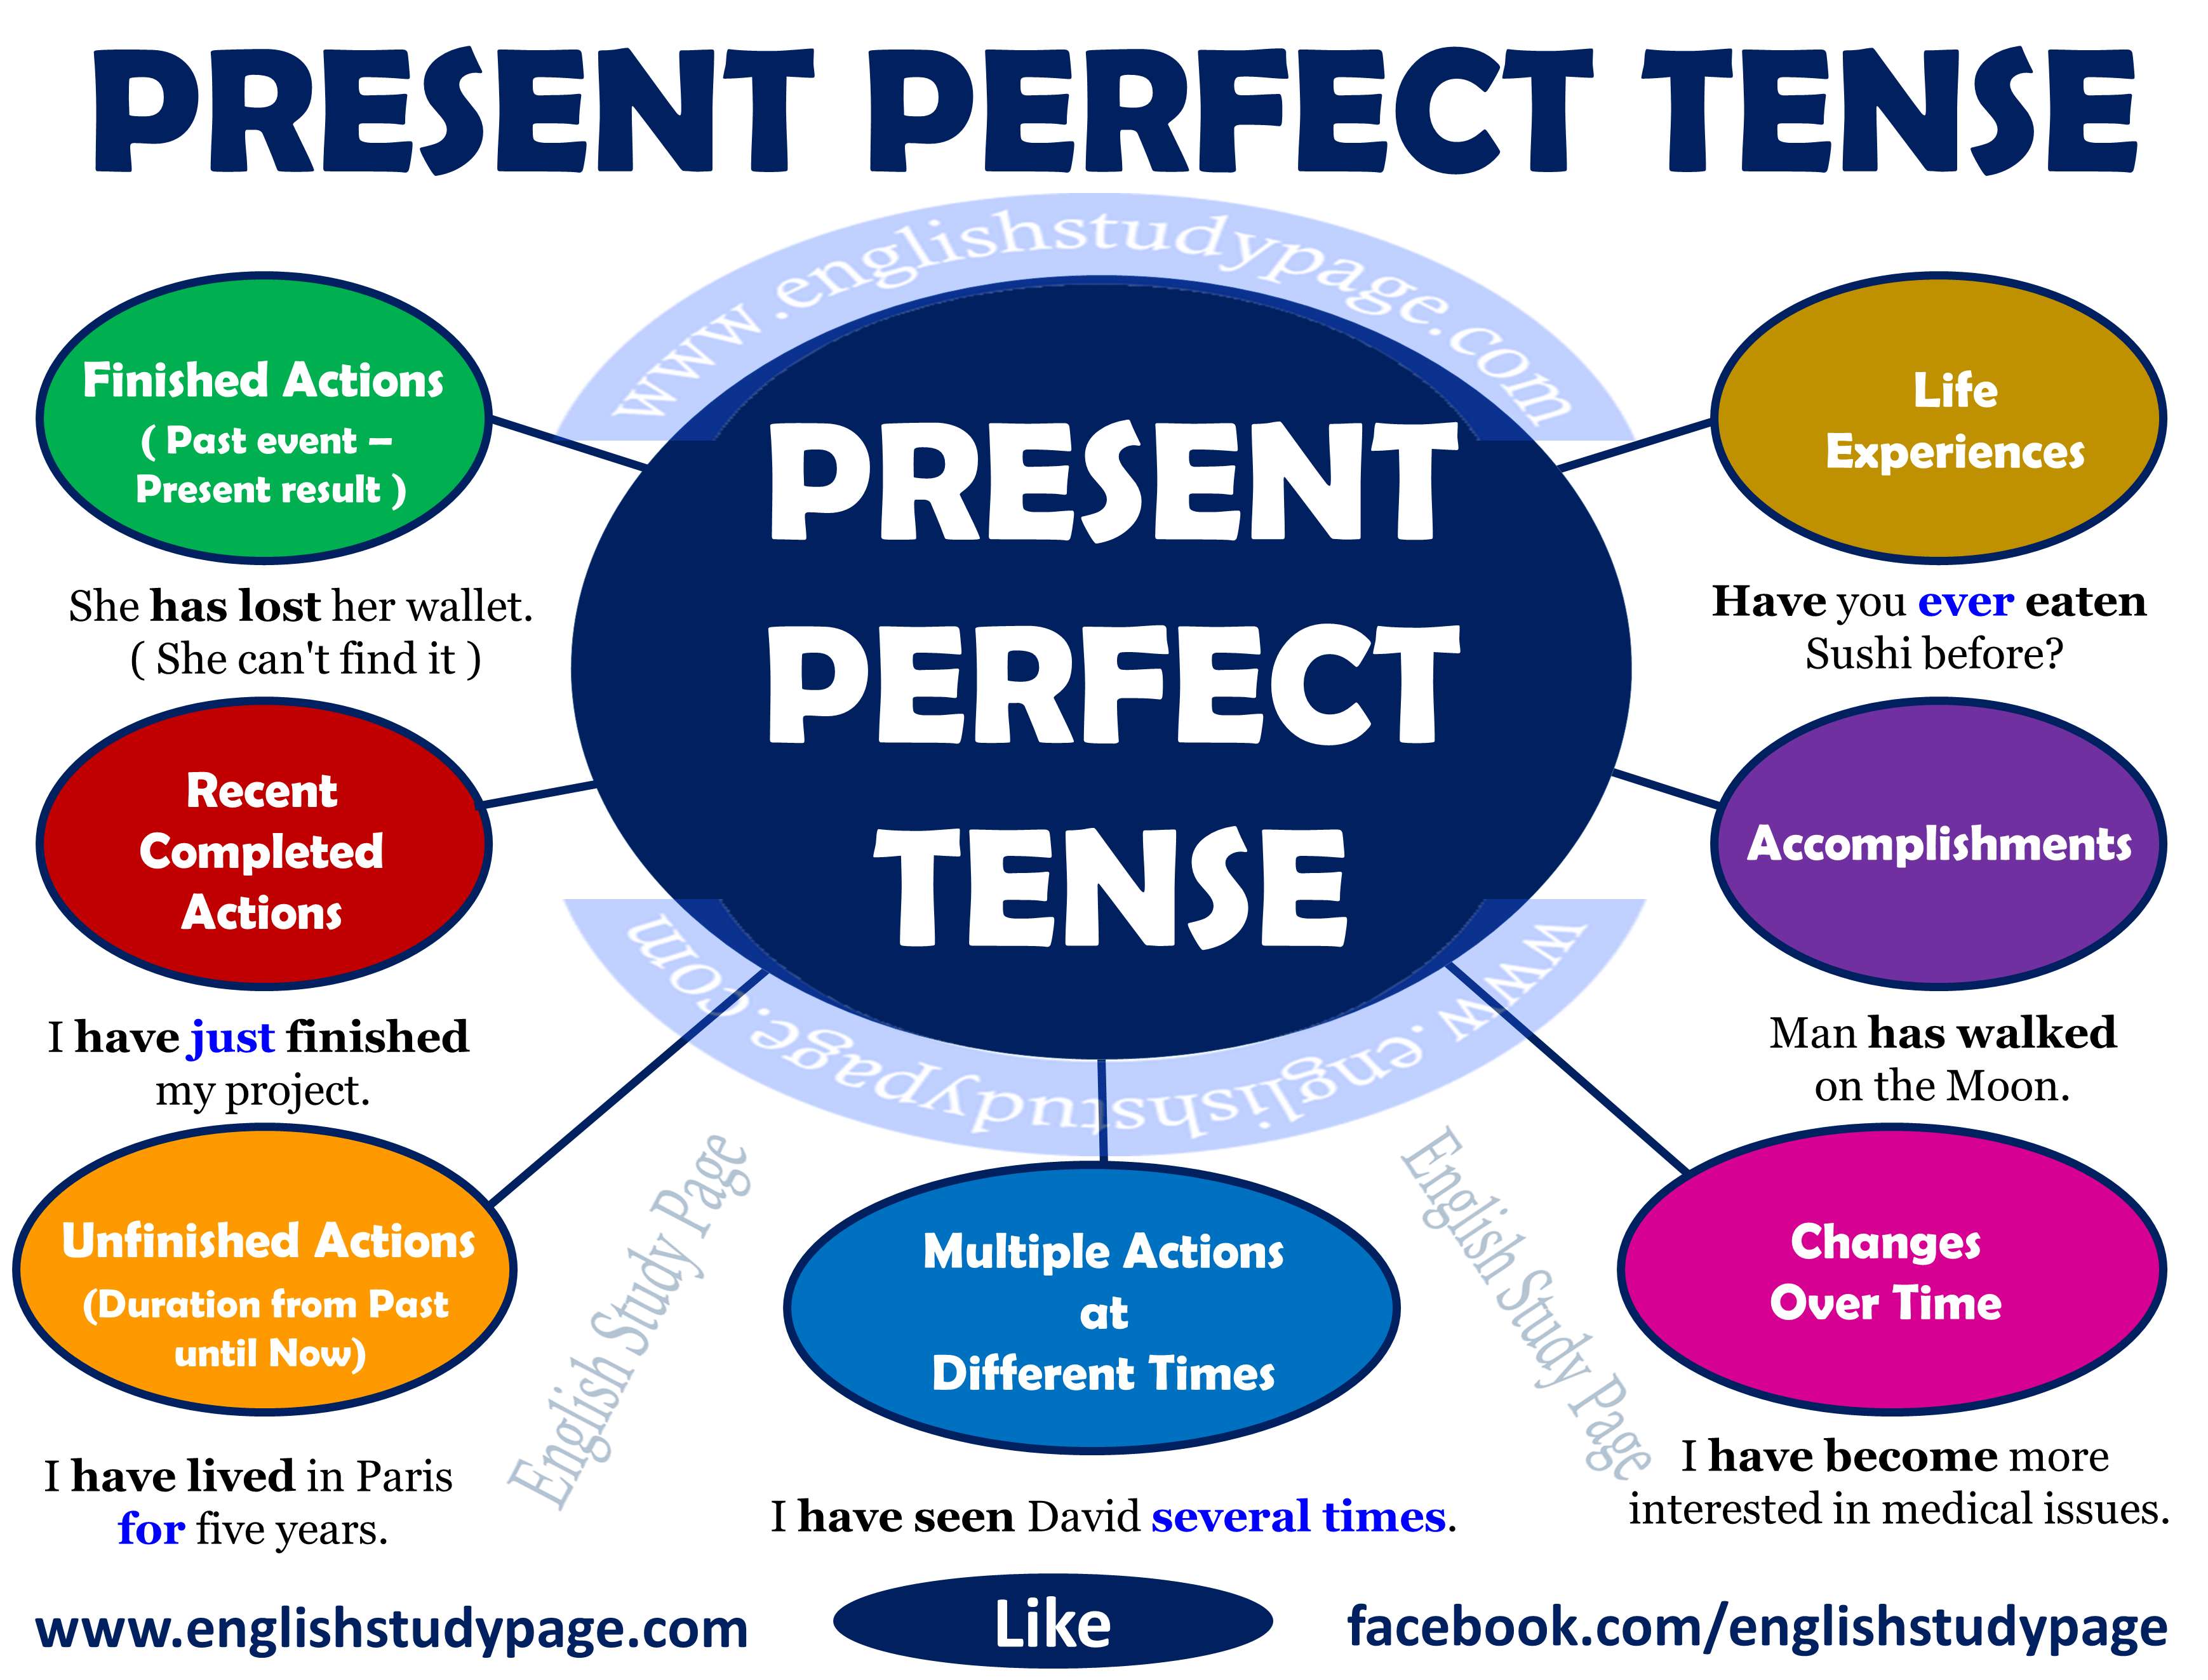 PRESENT PERFECT TENSE
www.englishstudypage.com
Finished Actions
( Past event –
Present result )
She has lost her wallet.
( She can't find it )
Recent
Completed
Actions
I have just finished
my project.
Unfinished Actions
(Duration from Past
until Now)
I have lived in Paris
for five years.
PRESENT
PERFECT
TENSE
www.englishstudypage.com
English Study Page
Multiple Actions
at
Different Times
I have seen David several times.
English Study Page
Life
Experiences
Have you ever eaten
Sushi before?
Accomplishments
Man has walked
on the Moon.
Changes
Over Time
I have become more
interested in medical issues.
www.englishstudypage.com
Like
facebook.com/englishstudypage